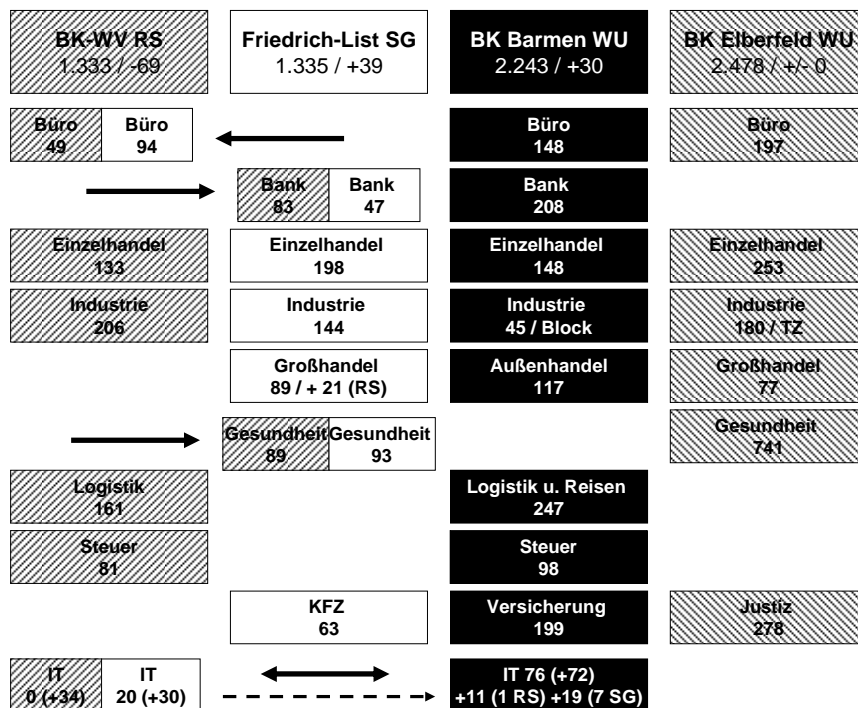 BK-WV RS
1.333 / -69
Friedrich-List SG
1.335 / +39
BK Barmen WU
2.243 / +30
BK Elberfeld WU
2.478 / +/- 0
Büro
49
Büro
94
Büro
148
Büro
197
Bank
83
Bank
47
Bank
208
Einzelhandel
133
Einzelhandel
198
Einzelhandel
148
Einzelhandel
253
Industrie
206
Industrie
144
Industrie
45 / Block
Industrie
180 / TZ
Großhandel
89 / + 21 (RS)
Außenhandel
117
Großhandel
77
Gesundheit
89
Gesundheit
93
Gesundheit
741
Logistik
161
Logistik u. Reisen
247
Steuer
81
Steuer
98
KFZ
63
Versicherung
199
Justiz
278
IT
0 (+34)
IT
20 (+30)
IT 76 (+72)
+11 (1 RS) +19 (7 SG)